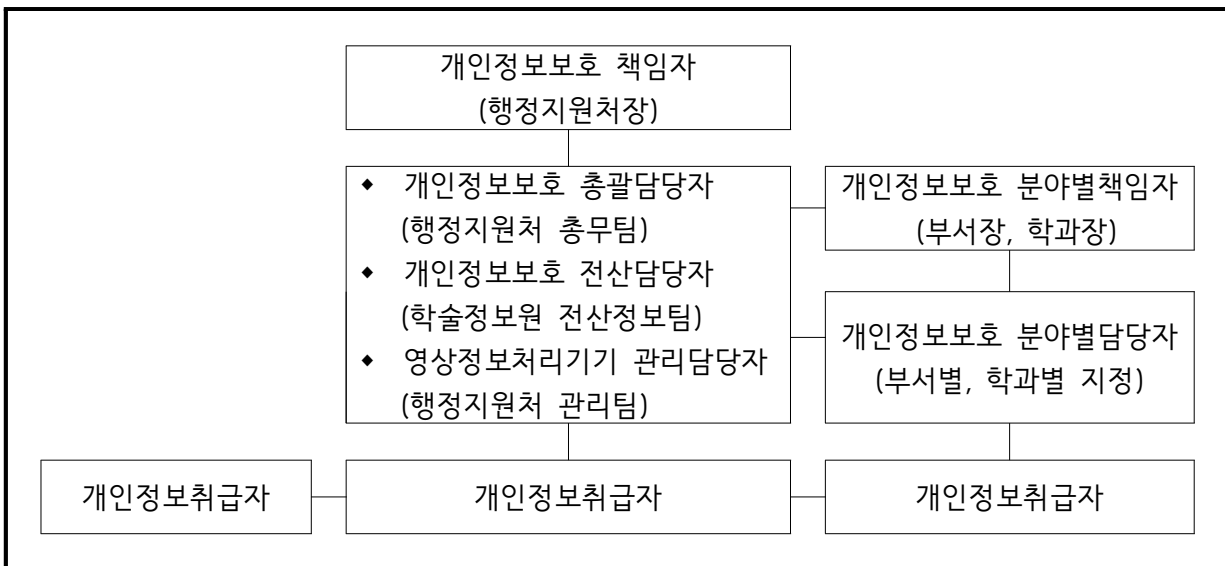 개인정보보호 책임자
(행정지원처장)
◆ 개인정보보호 총괄담당자
(행정지원처 총무팀)
◆ 개인정보보호 전산담당자
(학술정보원 전산정보팀)
◆ 영상정보처리기기 관리담당자
(행정지원처 관리팀)
개인정보보호 분야별책임자
(부서장, 학과장)
개인정보보호 분야별담당자
(부서별, 학과별 지정)
개인정보취급자
개인정보취급자
개인정보취급자